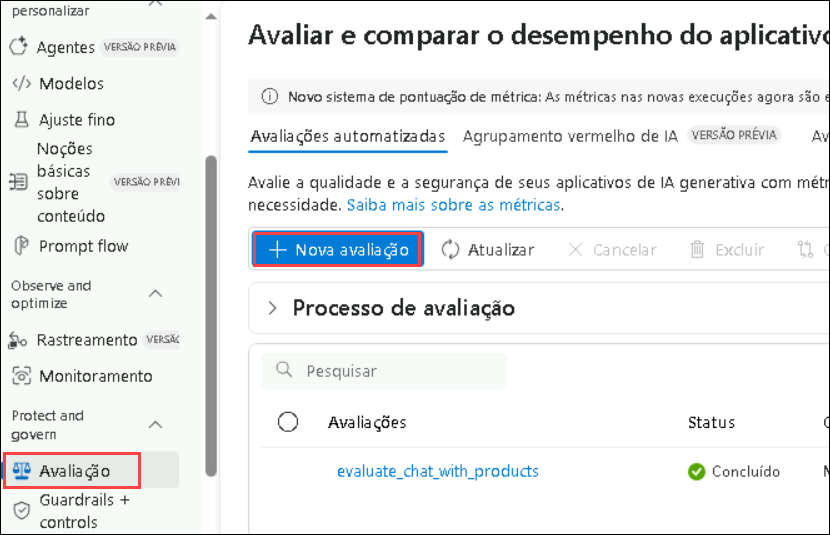 personalizar
Agentes VERSÃO PRÉVIA
Modelos
Ajuste fino
Noções
básicas
sobre
conteúdo
VERSÃO PRÉVI
Prompt flow
Observe and
optimize
Rastreamento VERSÃC
Monitoramento
Protect and
govern
Avaliação
Guardrails +
controls
Avaliar e comparar o desempenho do aplicativo
Novo sistema de pontuação de métrica: As métricas nas novas execuções agora são e
Avaliações automatizadas Agrupamento vermelho de IA VERSÃO PRÉVIA Av
Avalie a qualidade e a segurança de seus aplicativos de IA generativa com métr
necessidade. Saiba mais sobre as métricas.
Nova avaliação Atualizar Cancelar Excluir
Processo de avaliação
Pesquisar
Avaliações Status
evaluate_chat_with_products Concluído